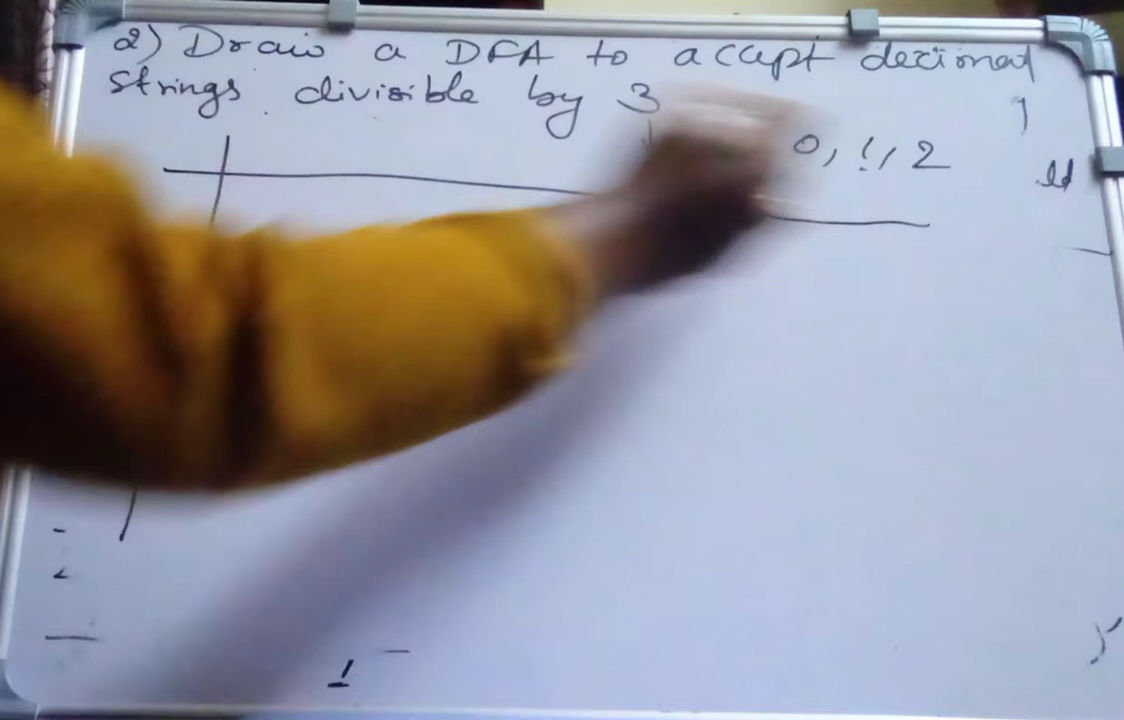 2) Draw a DFA to accept decimal
strings divisible by 3
0, 1, 2